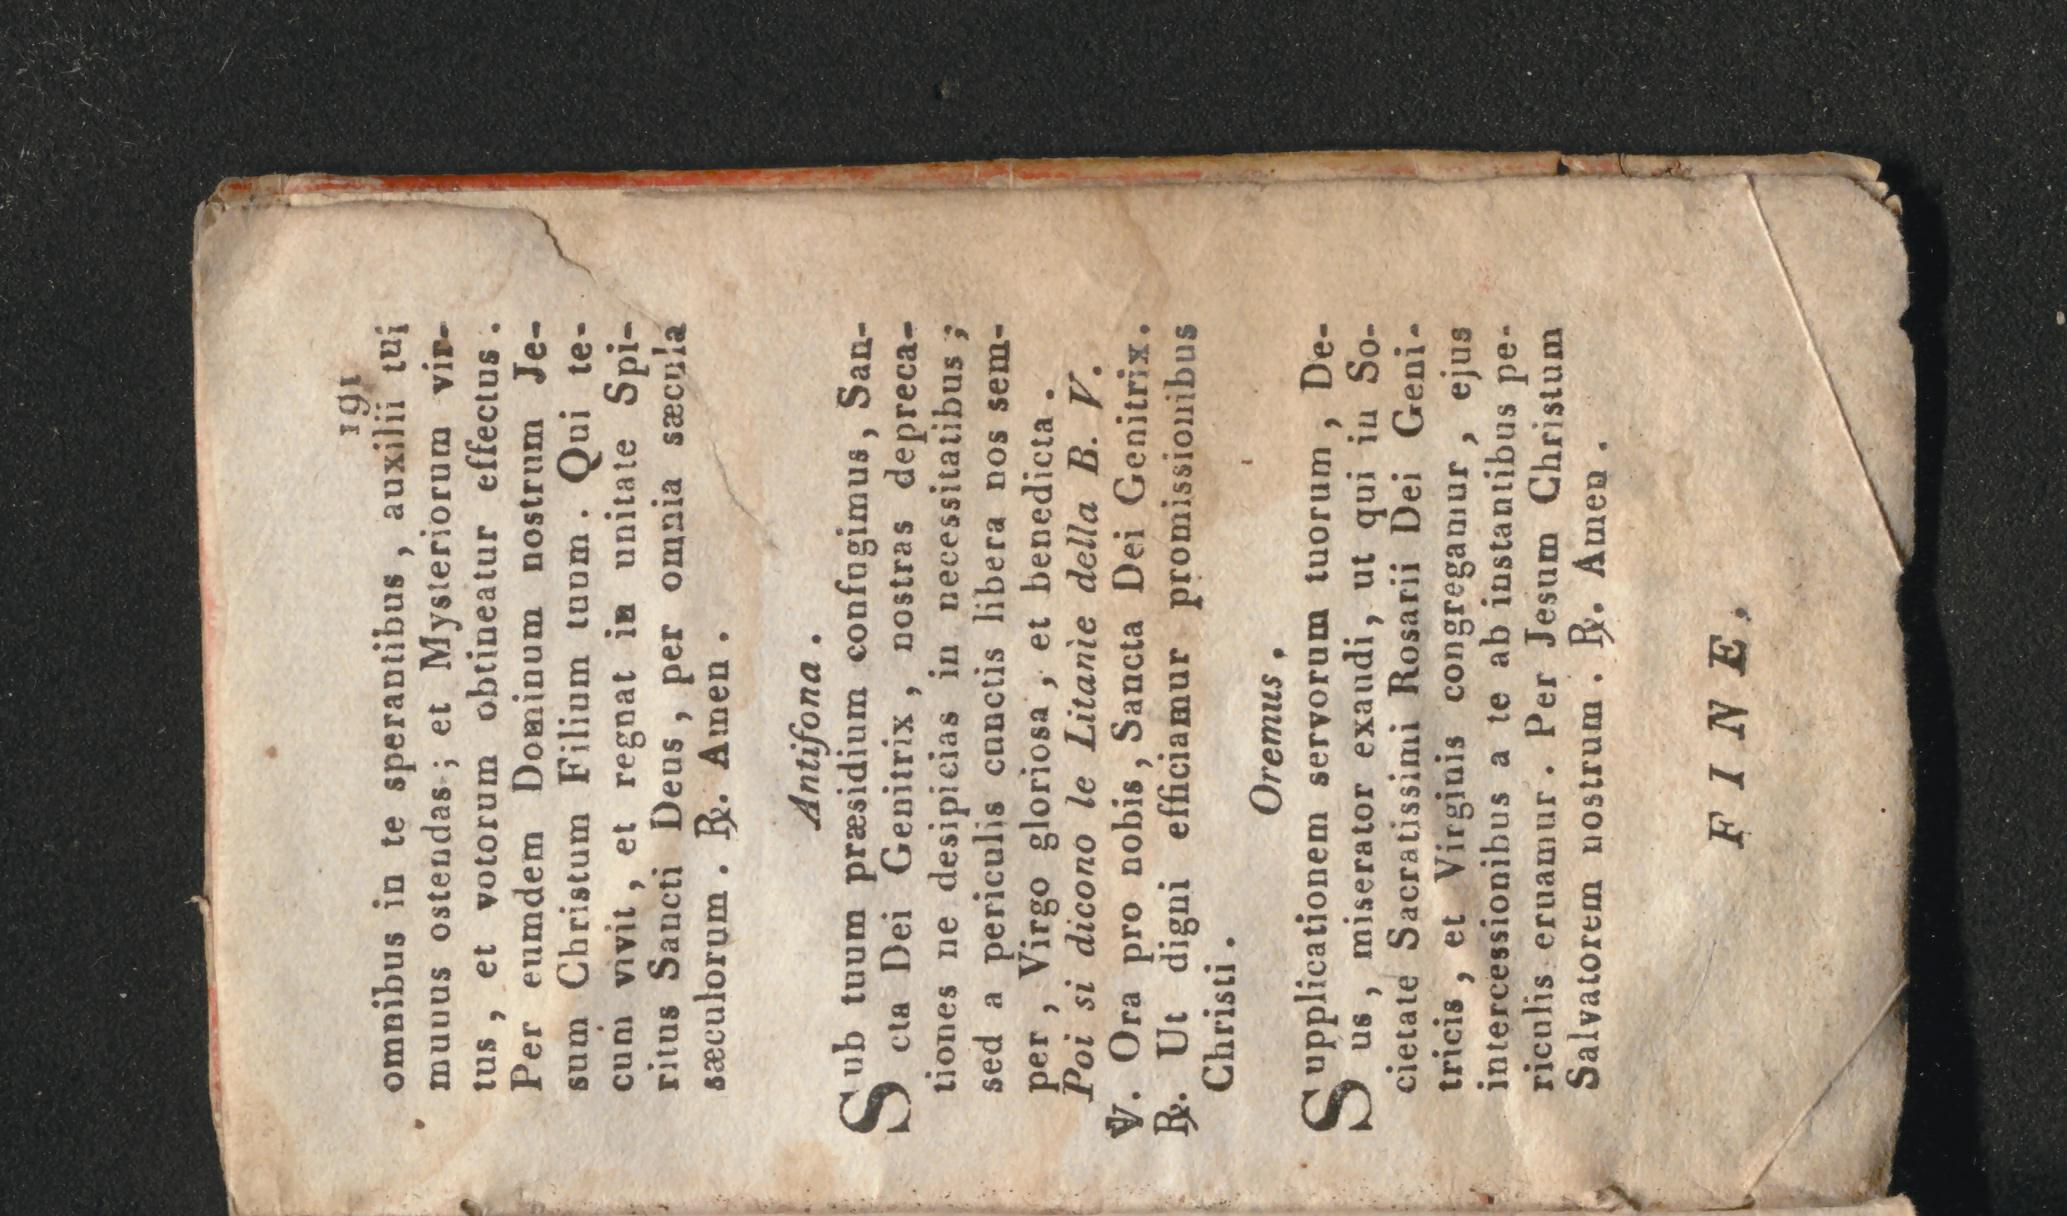 191
omnibus in te sperantibus, auxilii tui
munus ostendas; et Mysteriorum vir-
tus, et votorum obtineatur effectus.
Per eumdem Dominum nostrum Je-
sum Christum Filium tuum. Qui te-
cum vivit, et regnat in unitate Spi-
ritus Sancti Deus, per omnia sæcula
sæculorum. ℟. Amen.
Antifona.
Sub tuum præsidium confugimus, San-
cta Dei Genitrix, nostras depreca-
tiones ne desipicias in necessitatibus;
sed a periculis cunctis libera nos sem-
per, Virgo gloriosa, et benedicta.
Poi si dicono le Litanìe della B. V.
℣. Ora pro nobis, Sancta Dei Genitrix.
℟. Ut digni efficiamur promissionibus
Christi.
Oremus.
Supplicationem servorum tuorum, De-
us, miserator exaudi, ut qui in So-
cietate Sacratissimi Rosarii Dei Geni-
tricis, et Virginis congregamur, ejus
intercessionibus a te ab instantibus pe-
riculis eruamur. Per Jesum Christum
Salvatorem nostrum. ℟. Amen.
FINE.